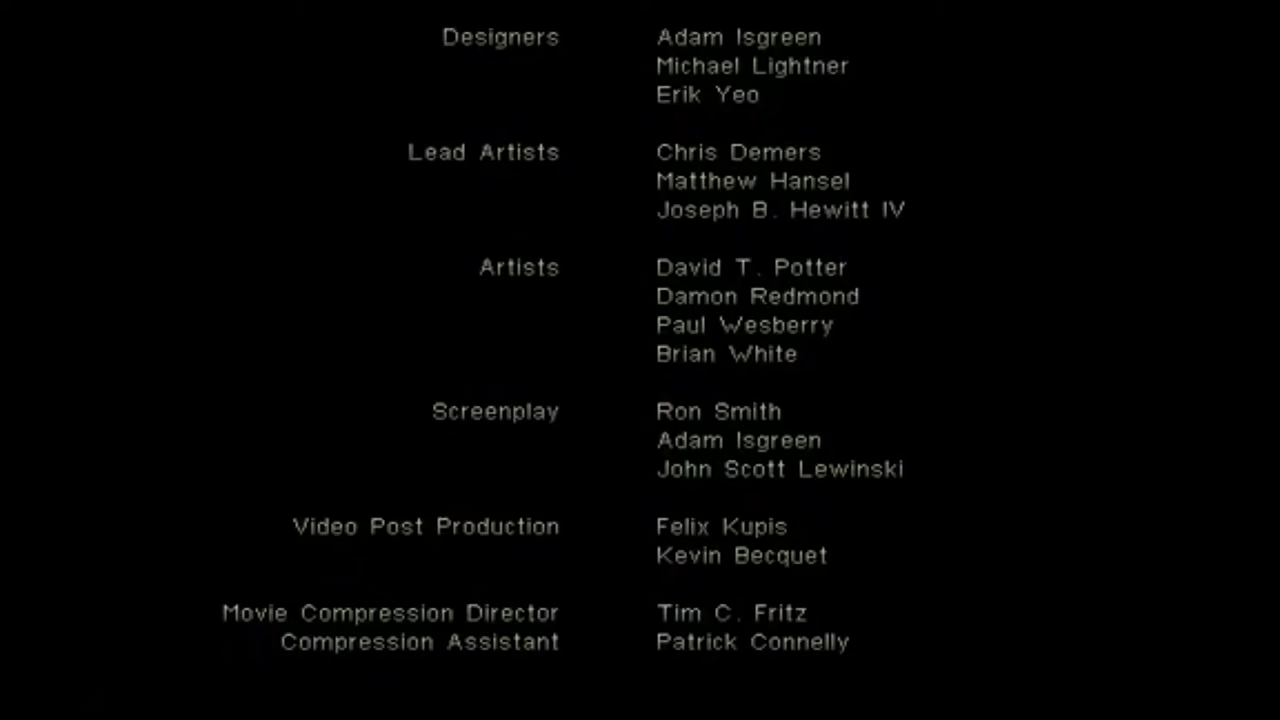 Designers Adam Isgreen
Michael Lightner
Erik Yeo
Lead Artists Chris Demers
Matthew Hansel
Joseph B. Hewitt IV
Artists David T. Potter
Damon Redmond
Paul Wesberry
Brian White
Screenplay Ron Smith
Adam Isgreen
John Scott Lewinski
Video Post Production Felix Kupis
Kevin Becquet
Movie Compression Director Tim C. Fritz
Compression Assistant Patrick Connelly